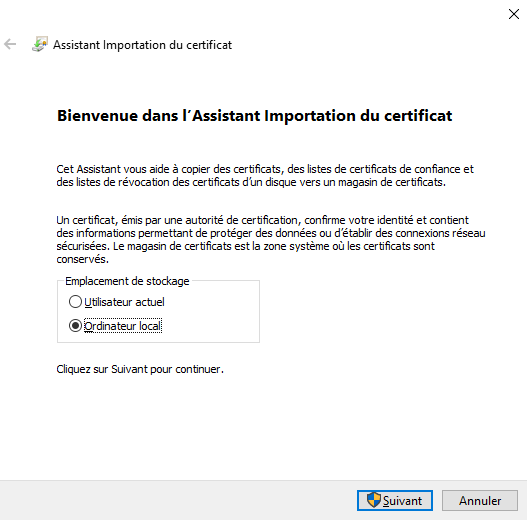 Assistant Importation du certificat
Bienvenue dans l’Assistant Importation du certificat
Cet Assistant vous aide à copier des certificats, des listes de certificats de confiance et
des listes de révocation des certificats d’un disque vers un magasin de certificats.
Un certificat, émis par une autorité de certification, confirme votre identité et contient
des informations permettant de protéger des données ou d’établir des connexions réseau
sécurisées. Le magasin de certificats est la zone système où les certificats sont
conservés.
Emplacement de stockage
Utilisateur actuel
Ordinateur local
Cliquez sur Suivant pour continuer.
Suivant
Annuler